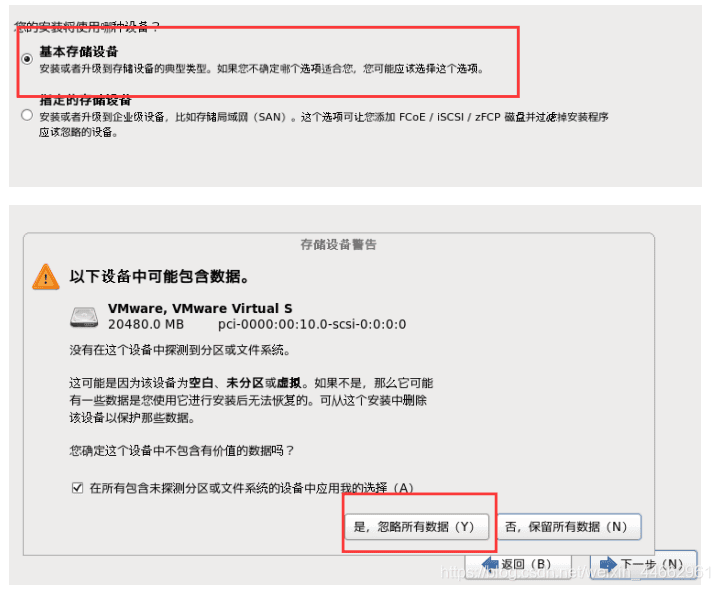 您的安装将使用哪种设备？
基本存储设备
安装或者升级到存储设备的典型类型。如果您不确定哪个选项适合您，您可能应该选择这个选项。
指定的存储设备
安装或者升级到企业级设备，比如存储局域网（SAN）。这个选项可让您添加 FCoE / iSCSI / zFCP 磁盘并过滤掉安装程序
应该忽略的设备。
存储设备警告
以下设备中可能包含数据。
VMware, VMware Virtual S
20480.0 MB pci-0000:00:10.0-scsi-0:0:0:0
没有在这个设备中探测到分区或文件系统。
这可能是因为该设备为空白、未分区或虚拟。如果不是，那么它可能
有一些数据是您使用它进行安装后无法恢复的。可从这个安装中删除
该设备以保护那些数据。
您确定这个设备中不包含有价值的数据吗？
在所有包含未探测分区或文件系统的设备中应用我的选择（A）
是，忽略所有数据（Y） 否，保留所有数据（N）
返回（B） 下一步（N）
https://blog.csdn.net/weixin_44662961